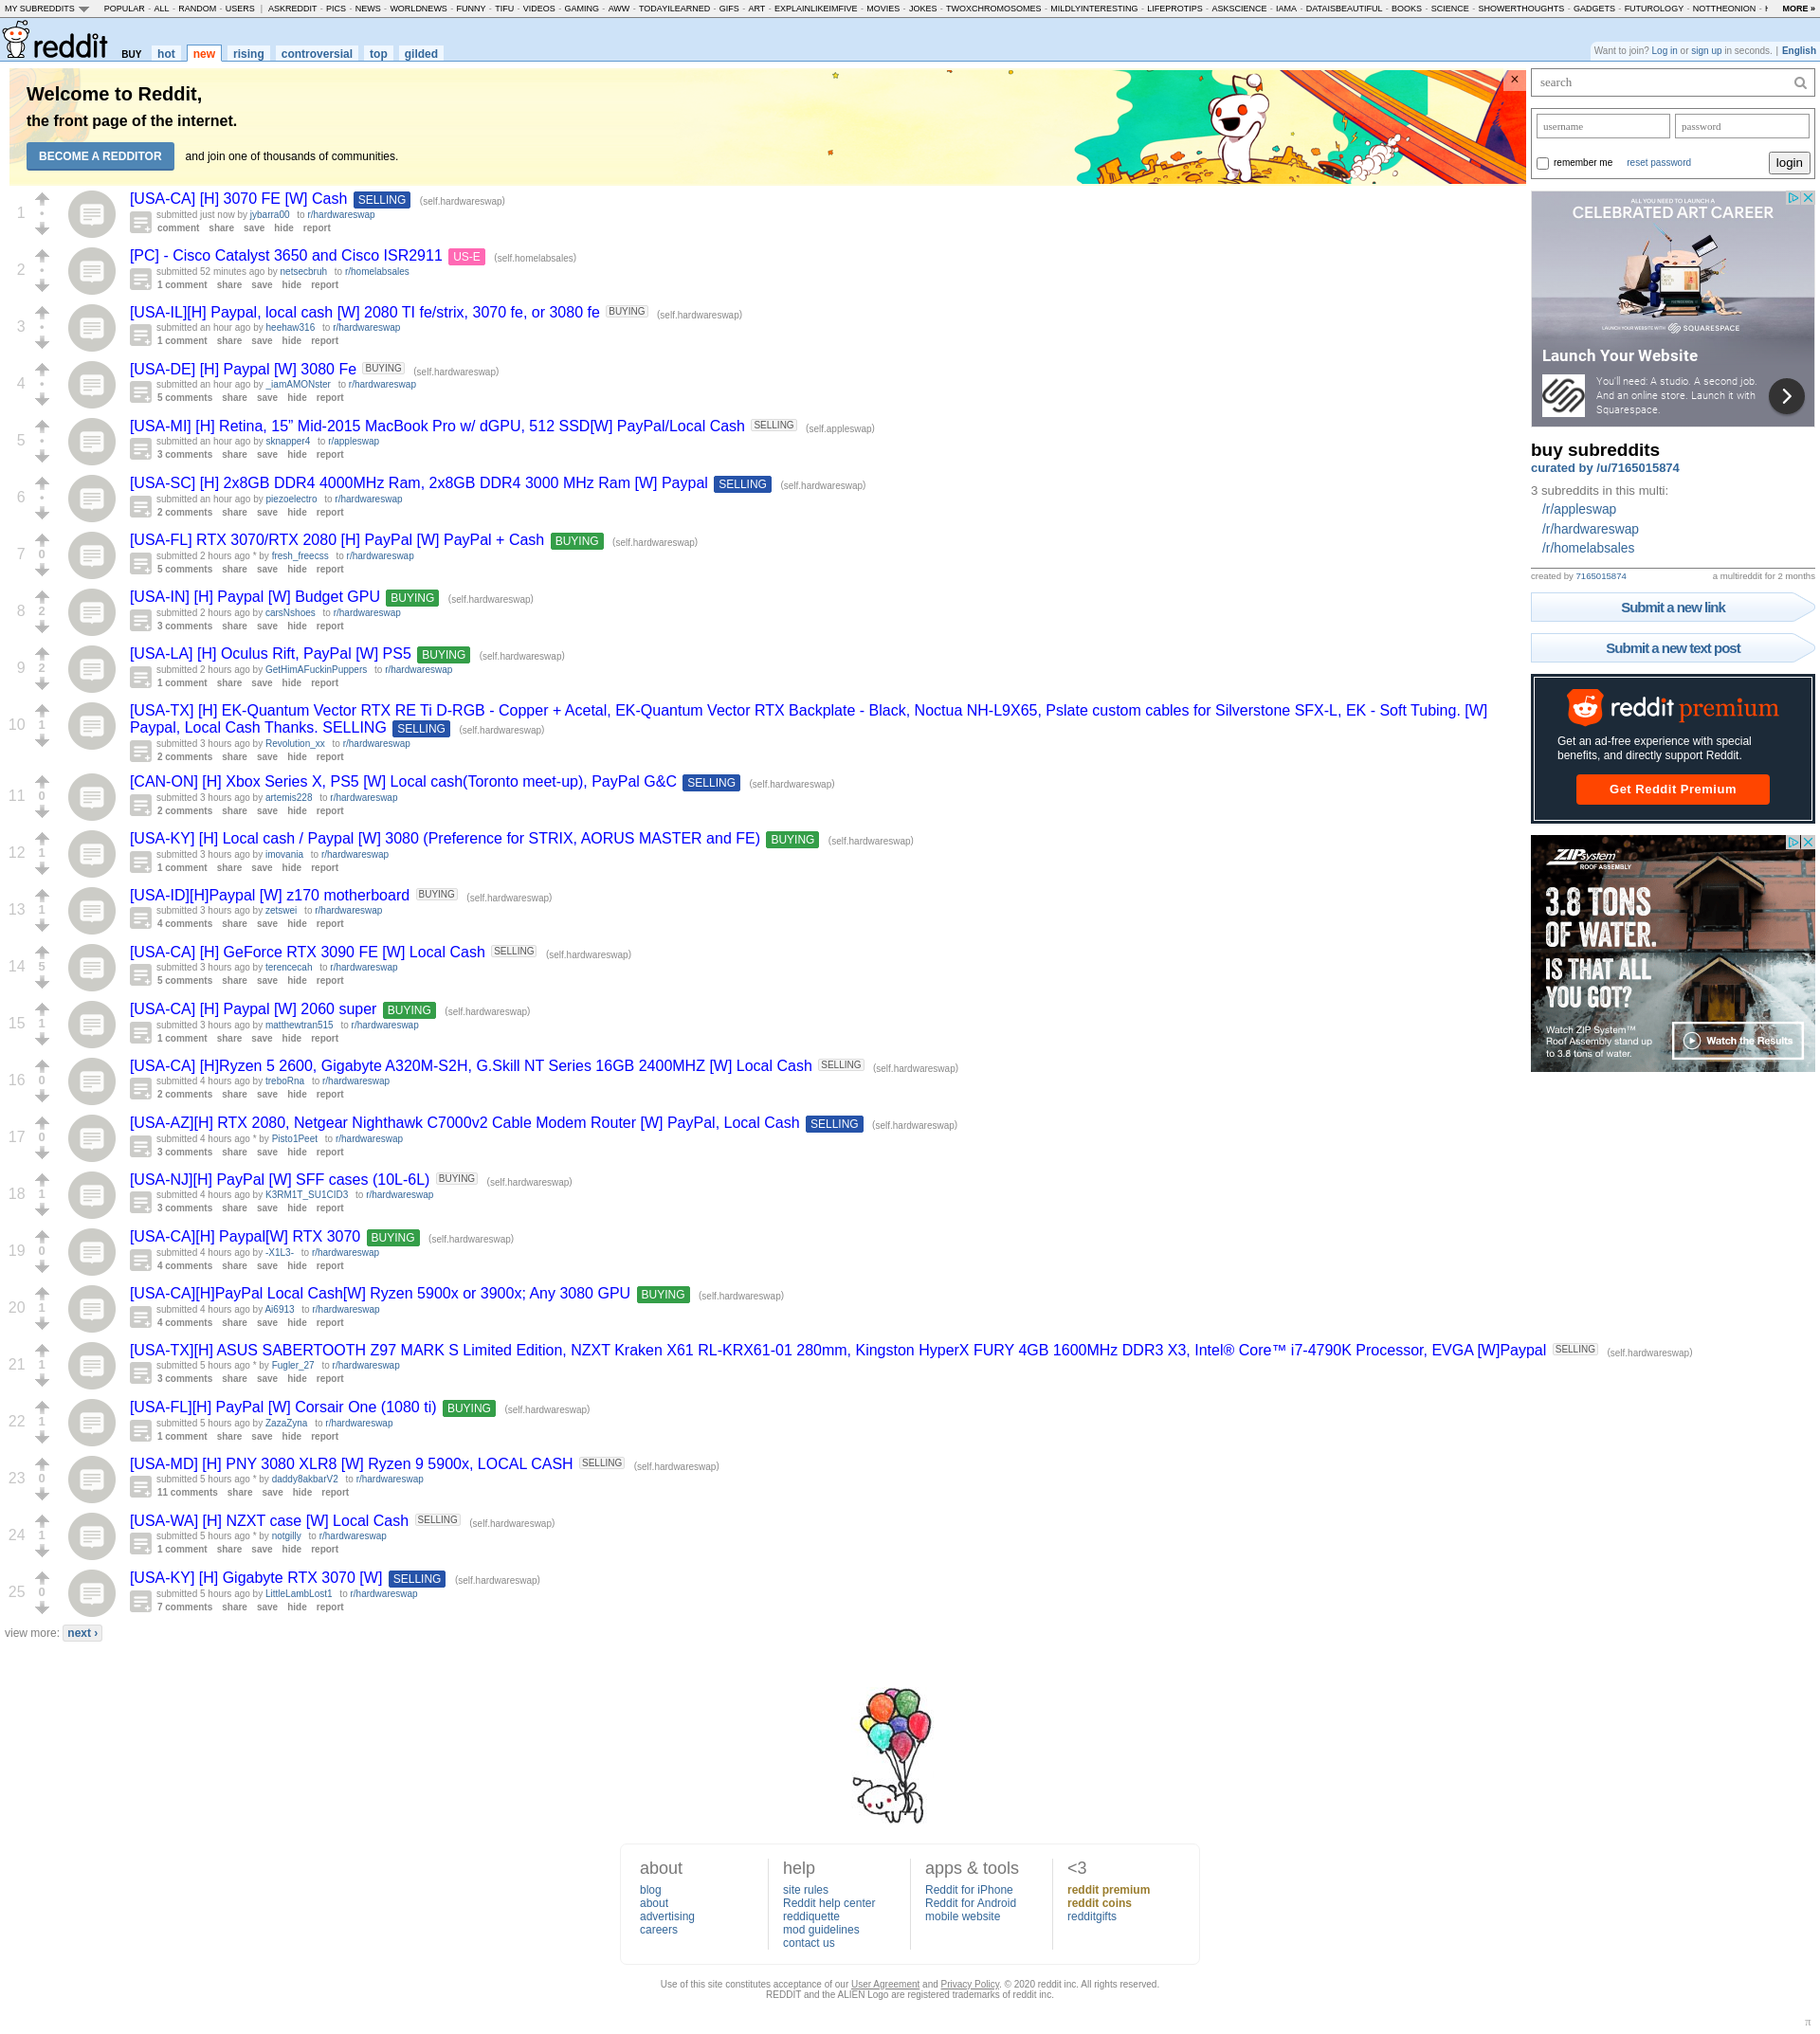 MY SUBREDDITS POPULAR - ALL - RANDOM - USERS | ASKREDDIT - PICS - NEWS - WORLDNEWS - FUNNY - TIFU - VIDEOS - GAMING - AWW - TODAYILEARNED - GIFS - ART - EXPLAINLIKEIMFIVE - MOVIES - JOKES - TWOXCHROMOSOMES - MILDLYINTERESTING - LIFEPROTIPS - ASKSCIENCE - IAMA - DATAISBEAUTIFUL - BOOKS - SCIENCE - SHOWERTHOUGHTS - GADGETS - FUTUROLOGY - NOTTHEONION - MORE »
reddit BUY hot new rising controversial top gilded
Want to join? Log in or sign up in seconds. | English
Welcome to Reddit,
the front page of the internet.
BECOME A REDDITOR and join one of thousands of communities.
×
1
[USA-CA] [H] 3070 FE [W] Cash SELLING (self.hardwareswap)
submitted just now by jybarra00 to r/hardwareswap
comment share save hide report
2
[PC] - Cisco Catalyst 3650 and Cisco ISR2911 US-E (self.homelabsales)
submitted 52 minutes ago by netsecbruh to r/homelabsales
1 comment share save hide report
3
[USA-IL][H] Paypal, local cash [W] 2080 TI fe/strix, 3070 fe, or 3080 fe BUYING (self.hardwareswap)
submitted an hour ago by heehaw316 to r/hardwareswap
1 comment share save hide report
4
[USA-DE] [H] Paypal [W] 3080 Fe BUYING (self.hardwareswap)
submitted an hour ago by _iamAMONster to r/hardwareswap
5 comments share save hide report
5
[USA-MI] [H] Retina, 15” Mid-2015 MacBook Pro w/ dGPU, 512 SSD[W] PayPal/Local Cash SELLING (self.appleswap)
submitted an hour ago by sknapper4 to r/appleswap
3 comments share save hide report
6
[USA-SC] [H] 2x8GB DDR4 4000MHz Ram, 2x8GB DDR4 3000 MHz Ram [W] Paypal SELLING (self.hardwareswap)
submitted an hour ago by piezoelectro to r/hardwareswap
2 comments share save hide report
7 0
[USA-FL] RTX 3070/RTX 2080 [H] PayPal [W] PayPal + Cash BUYING (self.hardwareswap)
submitted 2 hours ago * by fresh_freecss to r/hardwareswap
5 comments share save hide report
8 2
[USA-IN] [H] Paypal [W] Budget GPU BUYING (self.hardwareswap)
submitted 2 hours ago by carsNshoes to r/hardwareswap
3 comments share save hide report
9 2
[USA-LA] [H] Oculus Rift, PayPal [W] PS5 BUYING (self.hardwareswap)
submitted 2 hours ago by GetHimAFuckinPuppers to r/hardwareswap
1 comment share save hide report
10 1
[USA-TX] [H] EK-Quantum Vector RTX RE Ti D-RGB - Copper + Acetal, EK-Quantum Vector RTX Backplate - Black, Noctua NH-L9X65, Pslate custom cables for Silverstone SFX-L, EK - Soft Tubing. [W]
Paypal, Local Cash Thanks. SELLING SELLING (self.hardwareswap)
submitted 3 hours ago by Revolution_xx to r/hardwareswap
2 comments share save hide report
11 0
[CAN-ON] [H] Xbox Series X, PS5 [W] Local cash(Toronto meet-up), PayPal G&C SELLING (self.hardwareswap)
submitted 3 hours ago by artemis228 to r/hardwareswap
2 comments share save hide report
12 1
[USA-KY] [H] Local cash / Paypal [W] 3080 (Preference for STRIX, AORUS MASTER and FE) BUYING (self.hardwareswap)
submitted 3 hours ago by imovania to r/hardwareswap
1 comment share save hide report
13 1
[USA-ID][H]Paypal [W] z170 motherboard BUYING (self.hardwareswap)
submitted 3 hours ago by zetswei to r/hardwareswap
4 comments share save hide report
14 5
[USA-CA] [H] GeForce RTX 3090 FE [W] Local Cash SELLING (self.hardwareswap)
submitted 3 hours ago by terencecah to r/hardwareswap
5 comments share save hide report
15 1
[USA-CA] [H] Paypal [W] 2060 super BUYING (self.hardwareswap)
submitted 3 hours ago by matthewtran515 to r/hardwareswap
1 comment share save hide report
16 0
[USA-CA] [H]Ryzen 5 2600, Gigabyte A320M-S2H, G.Skill NT Series 16GB 2400MHZ [W] Local Cash SELLING (self.hardwareswap)
submitted 4 hours ago by treboRna to r/hardwareswap
2 comments share save hide report
17 0
[USA-AZ][H] RTX 2080, Netgear Nighthawk C7000v2 Cable Modem Router [W] PayPal, Local Cash SELLING (self.hardwareswap)
submitted 4 hours ago * by Pisto1Peet to r/hardwareswap
3 comments share save hide report
18 1
[USA-NJ][H] PayPal [W] SFF cases (10L-6L) BUYING (self.hardwareswap)
submitted 4 hours ago by K3RM1T_SU1CID3 to r/hardwareswap
3 comments share save hide report
19 0
[USA-CA][H] Paypal[W] RTX 3070 BUYING (self.hardwareswap)
submitted 4 hours ago by -X1L3- to r/hardwareswap
4 comments share save hide report
20 1
[USA-CA][H]PayPal Local Cash[W] Ryzen 5900x or 3900x; Any 3080 GPU BUYING (self.hardwareswap)
submitted 4 hours ago by Ai6913 to r/hardwareswap
4 comments share save hide report
21 1
[USA-TX][H] ASUS SABERTOOTH Z97 MARK S Limited Edition, NZXT Kraken X61 RL-KRX61-01 280mm, Kingston HyperX FURY 4GB 1600MHz DDR3 X3, Intel® Core™ i7-4790K Processor, EVGA [W]Paypal SELLING (self.hardwareswap)
submitted 5 hours ago * by Fugler_27 to r/hardwareswap
3 comments share save hide report
22 1
[USA-FL][H] PayPal [W] Corsair One (1080 ti) BUYING (self.hardwareswap)
submitted 5 hours ago by ZazaZyna to r/hardwareswap
1 comment share save hide report
23 0
[USA-MD] [H] PNY 3080 XLR8 [W] Ryzen 9 5900x, LOCAL CASH SELLING (self.hardwareswap)
submitted 5 hours ago * by daddy8akbarV2 to r/hardwareswap
11 comments share save hide report
24 1
[USA-WA] [H] NZXT case [W] Local Cash SELLING (self.hardwareswap)
submitted 5 hours ago * by notgilly to r/hardwareswap
1 comment share save hide report
25 0
[USA-KY] [H] Gigabyte RTX 3070 [W] SELLING (self.hardwareswap)
submitted 5 hours ago by LittleLambLost1 to r/hardwareswap
7 comments share save hide report
view more: next ›
search
username password
remember me reset password login
ALL YOU NEED TO LAUNCH A
CELEBRATED ART CAREER
LAUNCH YOUR WEBSITE WITH SQUARESPACE
Launch Your Website
You'll need: A studio. A second job.
And an online store. Launch it with
Squarespace.
buy subreddits
curated by /u/7165015874
3 subreddits in this multi:
/r/appleswap
/r/hardwareswap
/r/homelabsales
created by 7165015874 a multireddit for 2 months
Submit a new link
Submit a new text post
reddit premium
Get an ad-free experience with special
benefits, and directly support Reddit.
Get Reddit Premium
ZIP System™
ROOF ASSEMBLY
3.8 TONS
OF WATER.
IS THAT ALL
YOU GOT?
Watch ZIP System™
Roof Assembly stand up
to 3.8 tons of water.
Watch the Results
about
blog
about
advertising
careers
help
site rules
Reddit help center
reddiquette
mod guidelines
contact us
apps & tools
Reddit for iPhone
Reddit for Android
mobile website
<3
reddit premium
reddit coins
redditgifts
Use of this site constitutes acceptance of our User Agreement and Privacy Policy. © 2020 reddit inc. All rights reserved.
REDDIT and the ALIEN Logo are registered trademarks of reddit inc.
π